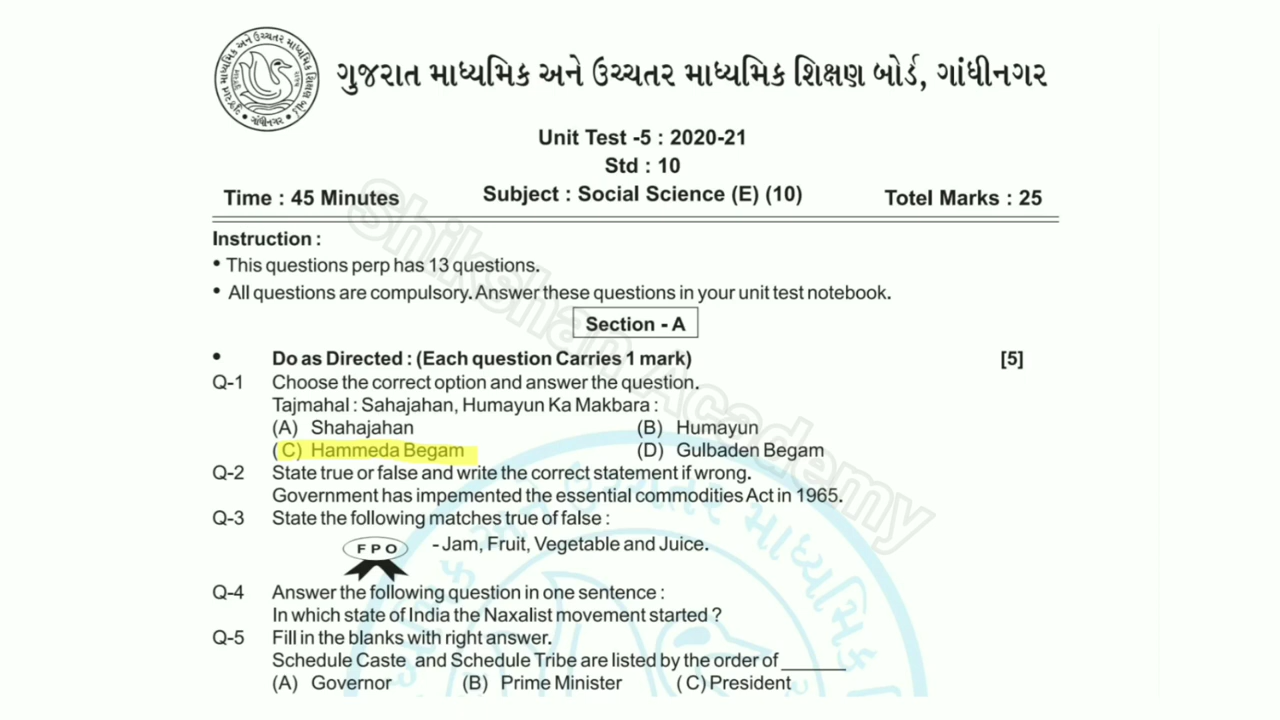 ગુજરાત માધ્યમિક અને ઉચ્ચતર માધ્યમિક શિક્ષણ બોર્ડ, ગાંધીનગર
Unit Test -5 : 2020-21
Std : 10
Time : 45 Minutes Subject : Social Science (E) (10) Total Marks : 25
Instruction :
• This questions perp has 13 questions.
• All questions are compulsory. Answer these questions in your unit test notebook.
Section - A
• Do as Directed : (Each question Carries 1 mark) [5]
Q-1 Choose the correct option and answer the question.
Tajmahal : Sahajahan, Humayun Ka Makbara :
(A) Shahajahan (B) Humayun
(C) Hammeda Begam (D) Gulbaden Begam
Q-2 State true or false and write the correct statement if wrong.
Government has impemented the essential commodities Act in 1965.
Q-3 State the following matches true of false :
FPO - Jam, Fruit, Vegetable and Juice.
Q-4 Answer the following question in one sentence :
In which state of India the Naxalist movement started ?
Q-5 Fill in the blanks with right answer.
Schedule Caste and Schedule Tribe are listed by the order of ______
(A) Governor (B) Prime Minister (C) President
Shikshan Academy